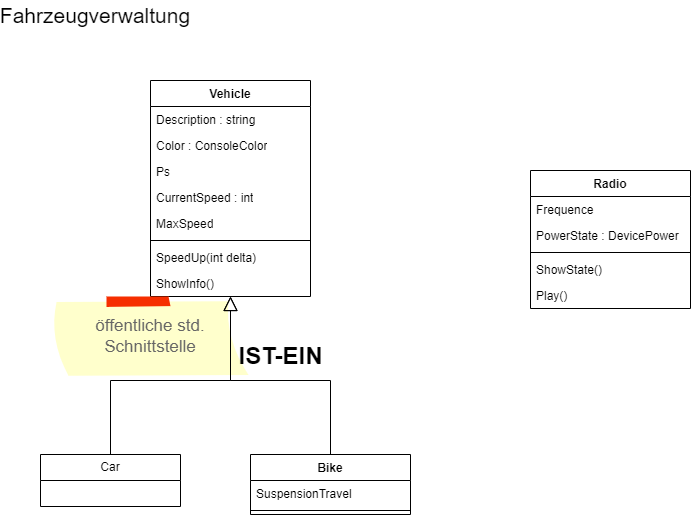 Fahrzeugverwaltung
Vehicle
Description : string
Color : ConsoleColor
Ps
CurrentSpeed : int
MaxSpeed
SpeedUp(int delta)
ShowInfo()
Radio
Frequence
PowerState : DevicePower
ShowState()
Play()
öffentliche std.
Schnittstelle
IST-EIN
Car
Bike
SuspensionTravel